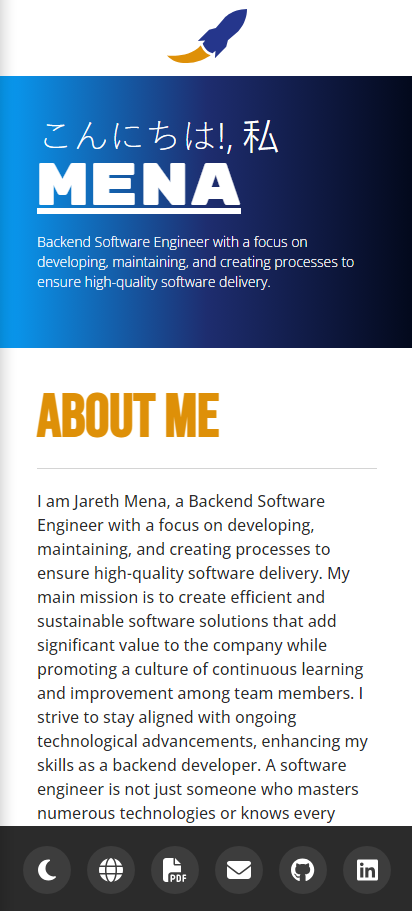 こんにちは!, 私
MENA
Backend Software Engineer with a focus on
developing, maintaining, and creating processes to
ensure high-quality software delivery.
ABOUT ME
I am Jareth Mena, a Backend Software
Engineer with a focus on developing,
maintaining, and creating processes to
ensure high-quality software delivery. My
main mission is to create efficient and
sustainable software solutions that add
significant value to the company while
promoting a culture of continuous learning
and improvement among team members. I
strive to stay aligned with ongoing
technological advancements, enhancing my
skills as a backend developer. A software
engineer is not just someone who masters
numerous technologies or knows every
PDF
in